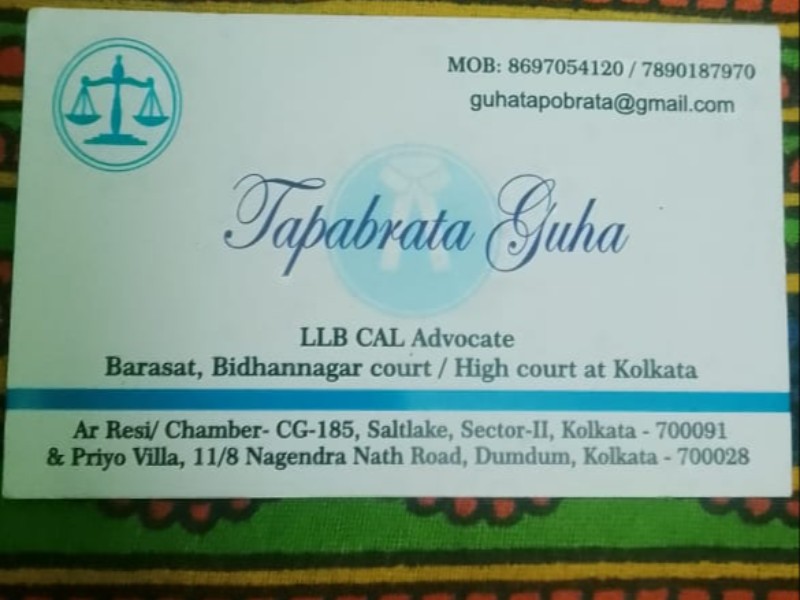 MOB: 8697054120 / 7890187970
guhatapobrata@gmail.com
Tapabrata Guha
LLB CAL Advocate
Barasat, Bidhannagar court / High court at Kolkata
Ar Resi/ Chamber- CG-185, Saltlake, Sector-II, Kolkata - 700091
& Priyo Villa, 11/8 Nagendra Nath Road, Dumdum, Kolkata - 700028